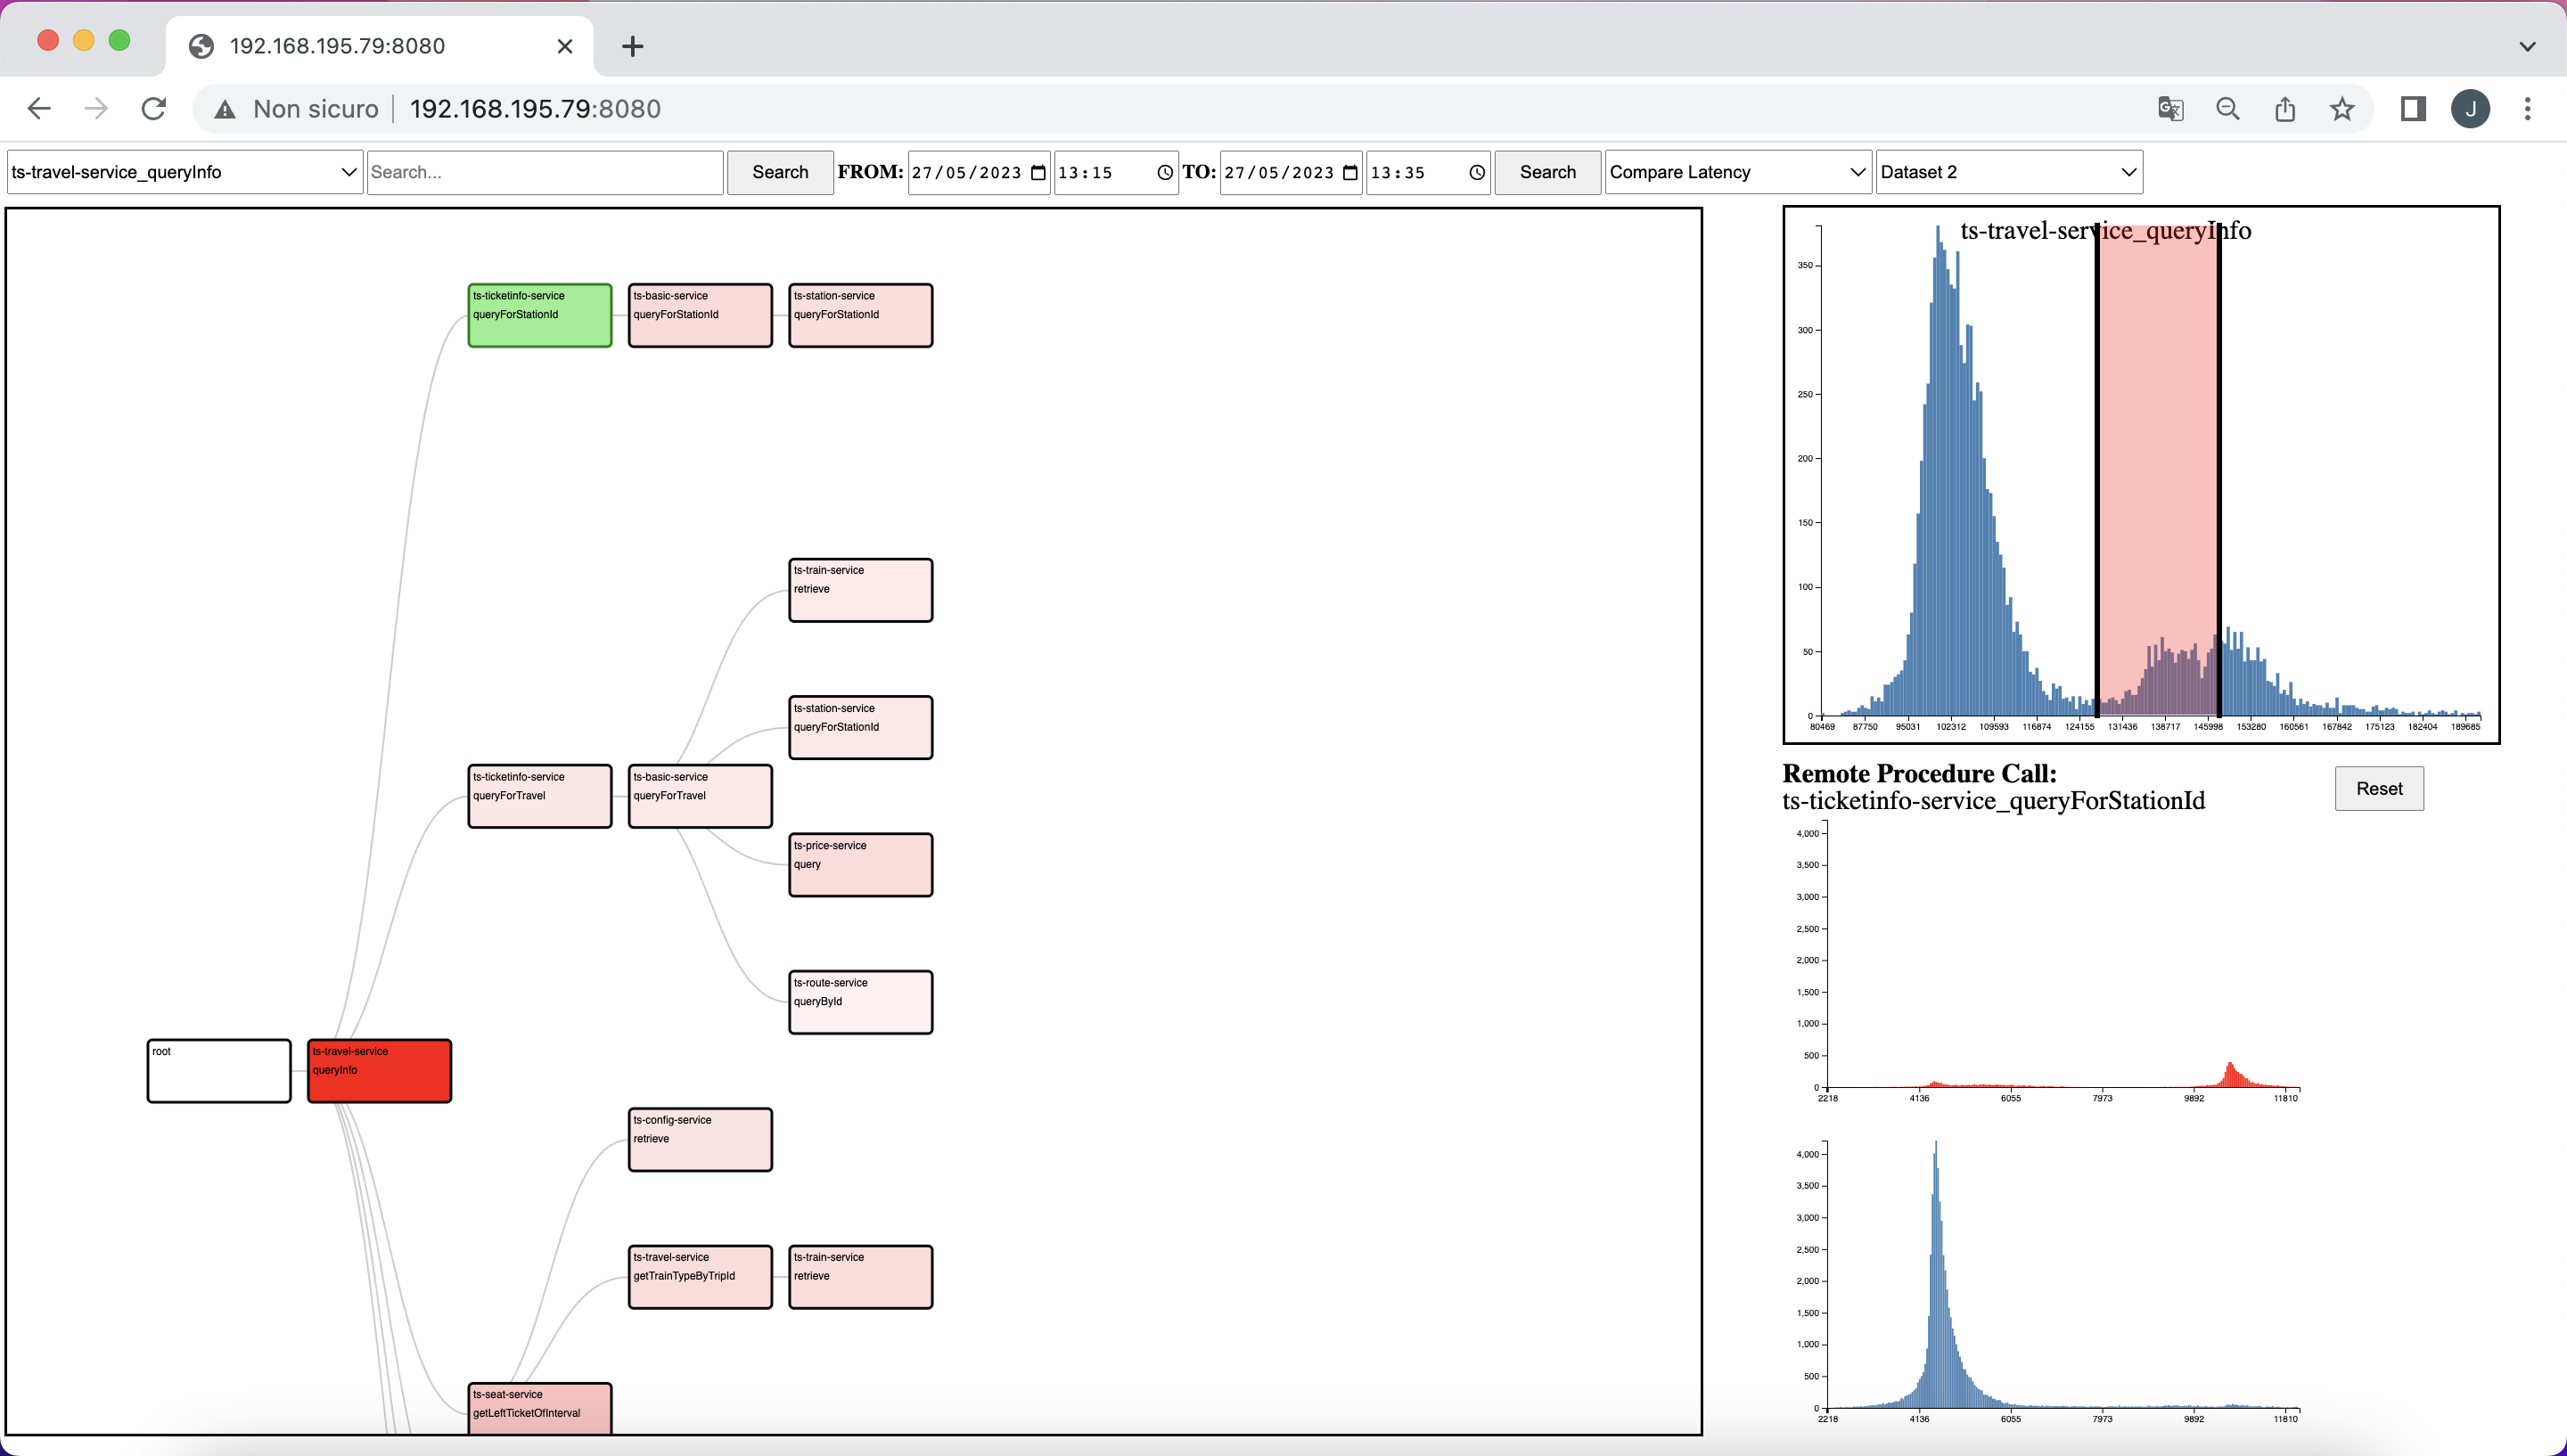 192.168.195.79:8080
Non sicuro 192.168.195.79:8080
J
ts-travel-service_queryInfo Search... Search FROM: 27/05/2023 13:15 TO: 27/05/2023 13:35 Search Compare Latency Dataset 2
ts-ticketinfo-service
queryForStationId
ts-basic-service
queryForStationId
ts-station-service
queryForStationId
ts-train-service
retrieve
ts-station-service
queryForStationId
ts-ticketinfo-service
queryForTravel
ts-basic-service
queryForTravel
ts-price-service
query
ts-route-service
queryById
root
ts-travel-service
queryInfo
ts-config-service
retrieve
ts-travel-service
getTrainTypeByTripId
ts-train-service
retrieve
ts-seat-service
getLeftTicketOfInterval
ts-travel-service_queryInfo
350
300
250
200
150
100
50
0
80469 87750 95031 102312 109593 116874 124155 131436 138717 145998 153280 160561 167842 175123 182404 189685
Remote Procedure Call:
ts-ticketinfo-service_queryForStationId
Reset
4,000
3,500
3,000
2,500
2,000
1,500
1,000
500
0
2218 4136 6055 7973 9892 11810
4,000
3,500
3,000
2,500
2,000
1,500
1,000
500
0
2218 4136 6055 7973 9892 11810